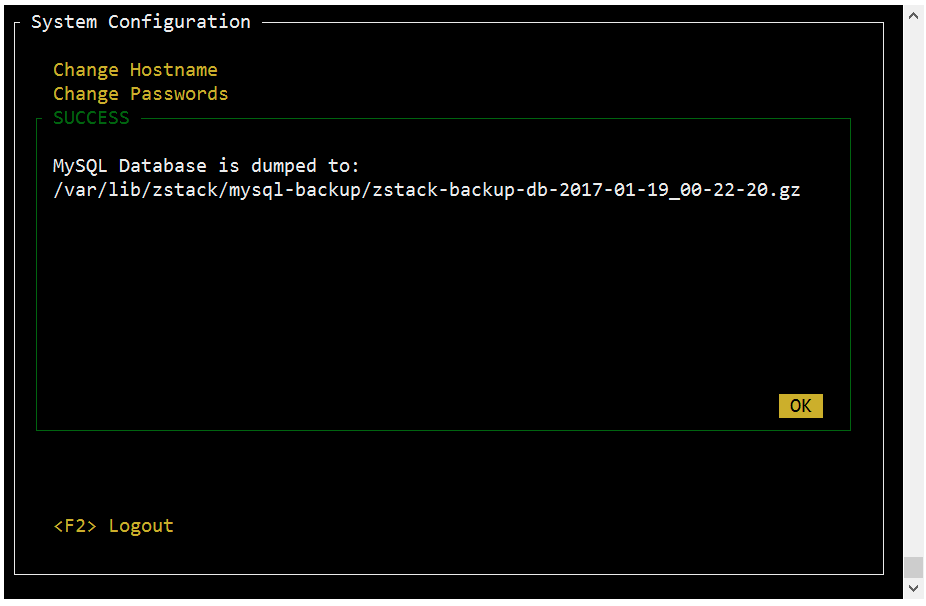 System Configuration
Change Hostname
Change Passwords
SUCCESS
MySQL Database is dumped to:
/var/lib/zstack/mysql-backup/zstack-backup-db-2017-01-19_00-22-20.gz
OK
<F2> Logout